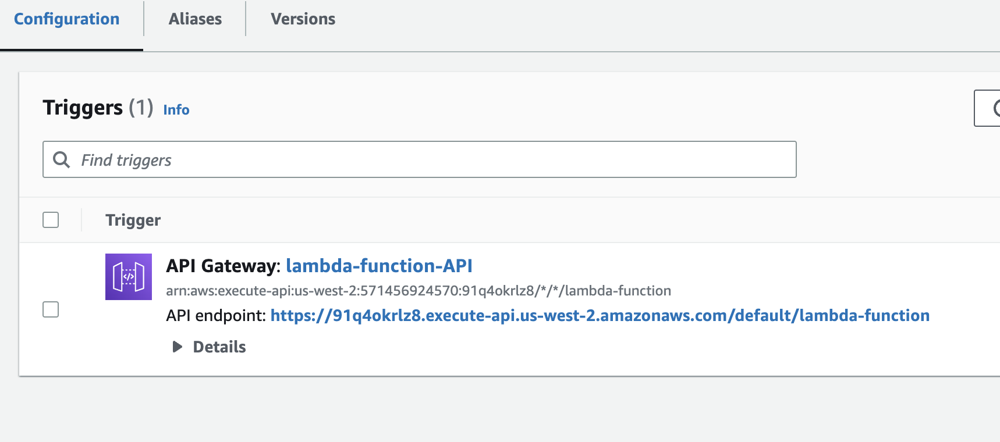 Configuration
Aliases
Versions
Triggers (1) Info
Find triggers
Trigger
</>
API Gateway: lambda-function-API
arn:aws:execute-api:us-west-2:571456924570:91q4okrlz8/*/*/lambda-function
API endpoint: https://91q4okrlz8.execute-api.us-west-2.amazonaws.com/default/lambda-function
Details